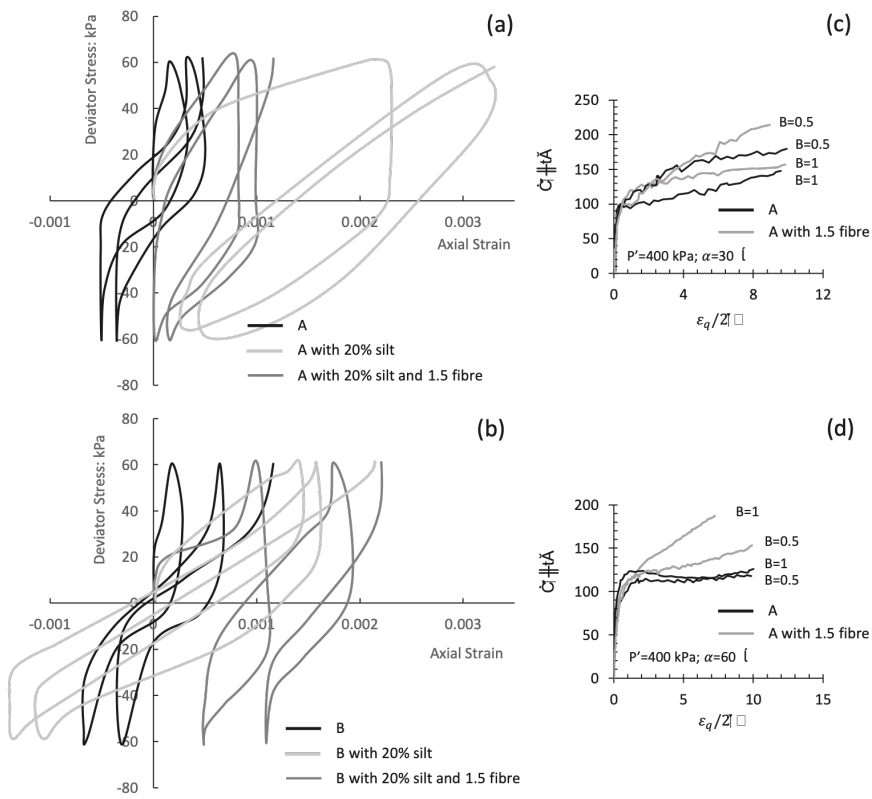 (a)
Deviator Stress: kPa
80
60
40
20
0
-20
-40
-60
-80
-0.001
0
0.001
0.002
0.003
Axial Strain
A
A with 20% silt
A with 20% silt and 1.5 fibre
(c)
250
200
150
100
50
0
0
4
8
12
B=0.5
B=0.5
B=1
B=1
A
A with 1.5 fibre
P'=400 kPa; α=30
εq/2
(b)
Deviator Stress: kPa
80
60
40
20
0
-20
-40
-60
-80
-0.001
0
0.001
0.002
0.003
Axial Strain
B
B with 20% silt
B with 20% silt and 1.5 fibre
(d)
200
150
100
50
0
0
5
10
15
B=1
B=0.5
B=1
B=0.5
A
A with 1.5 fibre
P'=400 kPa; α=60
εq/2